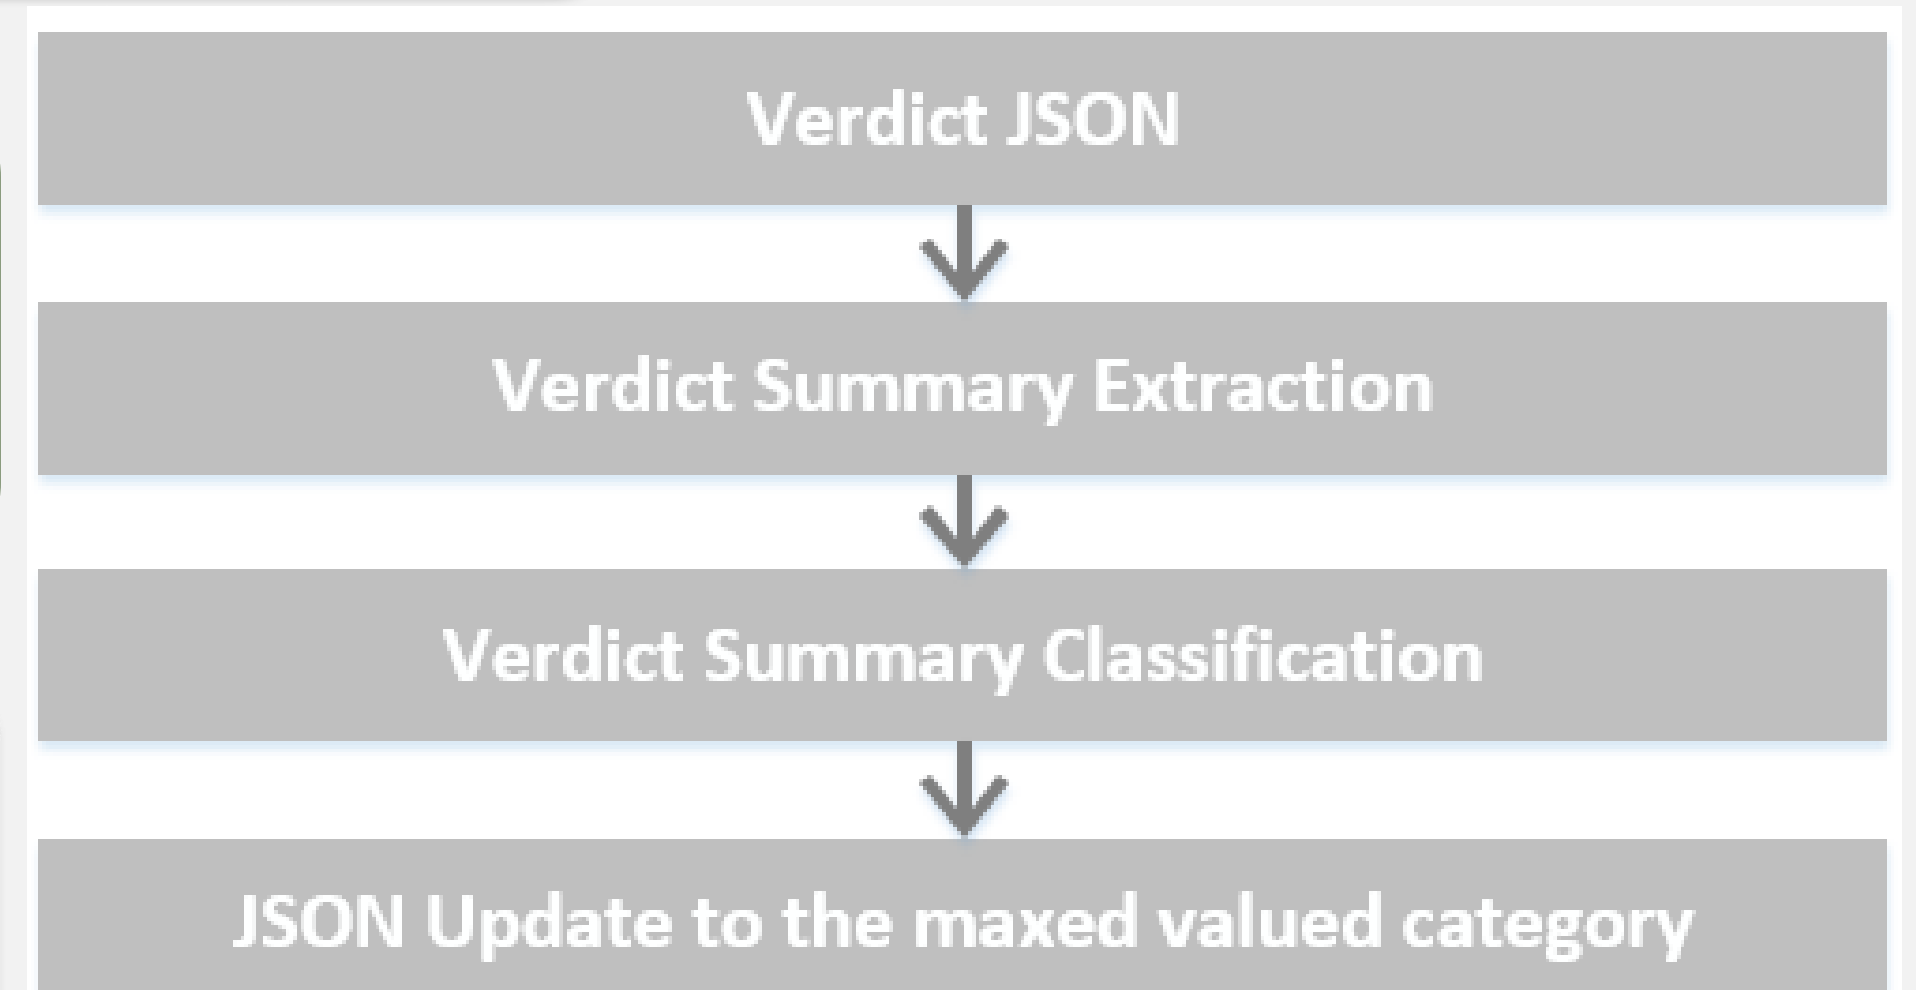 Verdict JSON
Verdict Summary Extraction
Verdict Summary Classification
JSON Update to the maxed valued category